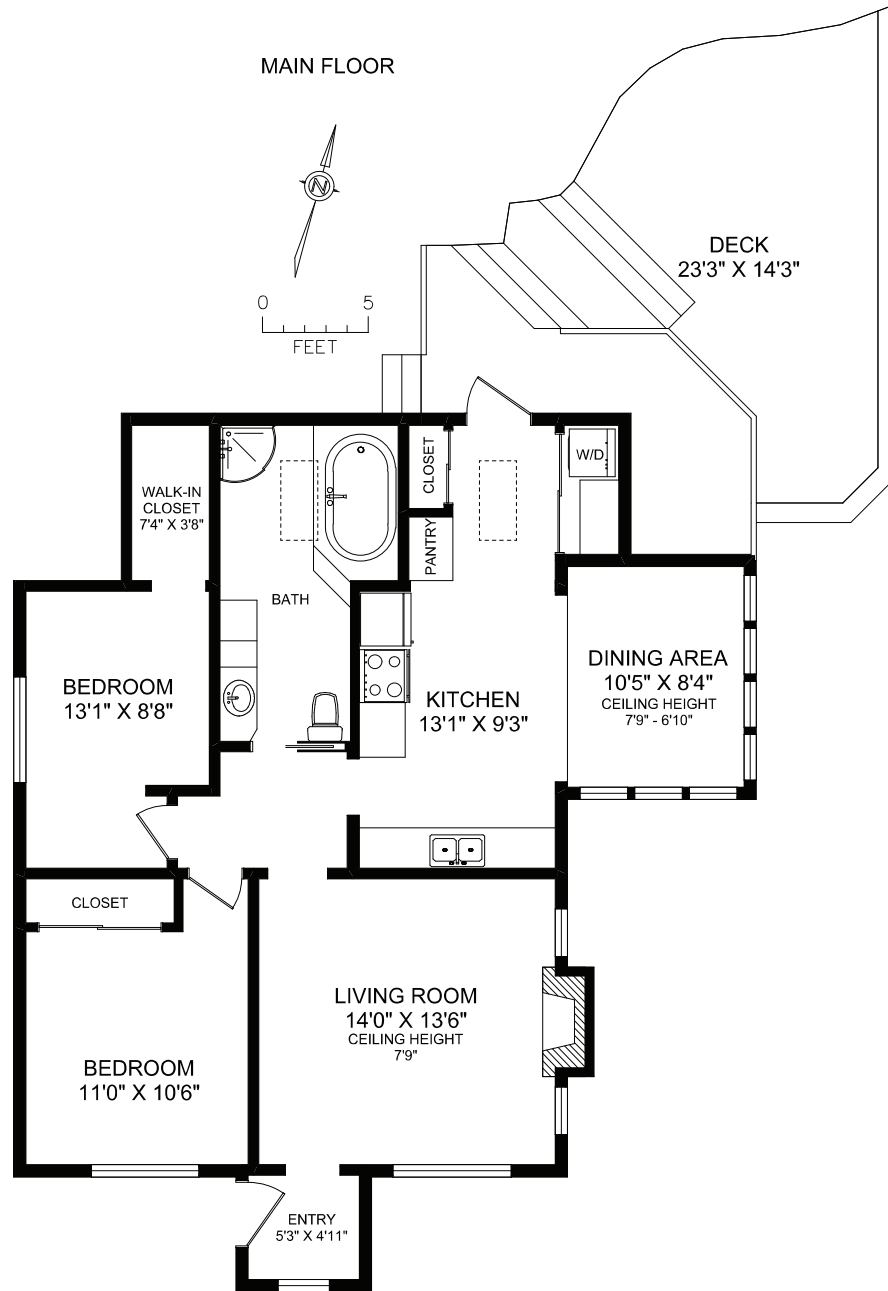 MAIN FLOOR
N
0 5
FEET
DECK
23'3" X 14'3"
WALK-IN
CLOSET
7'4" X 3'8"
CLOSET
W/D
PANTRY
BATH
BEDROOM
13'1" X 8'8"
KITCHEN
13'1" X 9'3"
DINING AREA
10'5" X 8'4"
CEILING HEIGHT
7'9" - 6'10"
CLOSET
LIVING ROOM
14'0" X 13'6"
CEILING HEIGHT
7'9"
BEDROOM
11'0" X 10'6"
ENTRY
5'3" X 4'11"